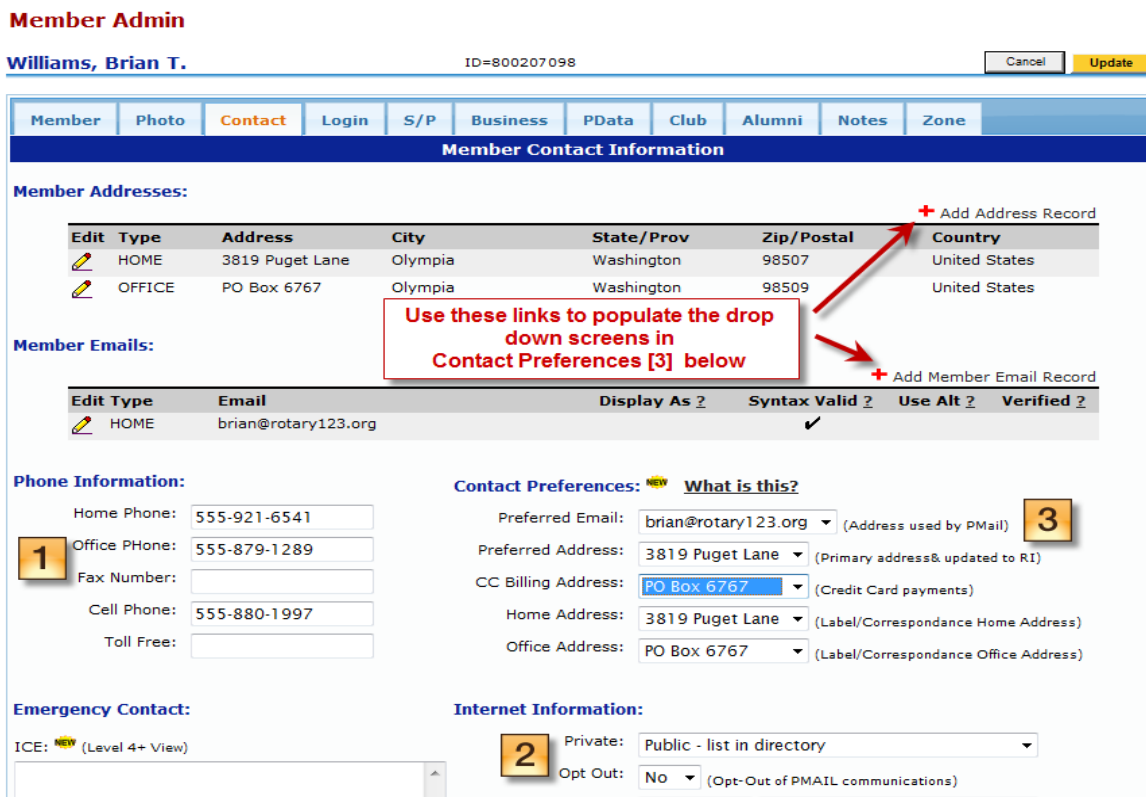 Member Admin
Williams, Brian T. ID=800207098 Cancel Update
Member Photo Contact Login S/P Business PData Club Alumni Notes Zone
Member Contact Information
Member Addresses:
+ Add Address Record
Edit Type Address City State/Prov Zip/Postal Country
HOME 3819 Puget Lane Olympia Washington 98507 United States
OFFICE PO Box 6767 Olympia Washington 98509 United States
Use these links to populate the drop
down screens in
Contact Preferences [3] below
Member Emails:
+ Add Member Email Record
Edit Type Email Display As ? Syntax Valid ? Use Alt ? Verified ?
HOME brian@rotary123.org ✔
Phone Information:
Home Phone: 555-921-6541
1
Office PHone: 555-879-1289
Fax Number:
Cell Phone: 555-880-1997
Toll Free:
Contact Preferences: NEW What is this?
Preferred Email: brian@rotary123.org (Address used by PMail)
3
Preferred Address: 3819 Puget Lane (Primary address& updated to RI)
CC Billing Address: PO Box 6767 (Credit Card payments)
Home Address: 3819 Puget Lane (Label/Correspondance Home Address)
Office Address: PO Box 6767 (Label/Correspondance Office Address)
Emergency Contact:
ICE: NEW (Level 4+ View)
Internet Information:
2
Private: Public - list in directory
Opt Out: No (Opt-Out of PMAIL communications)